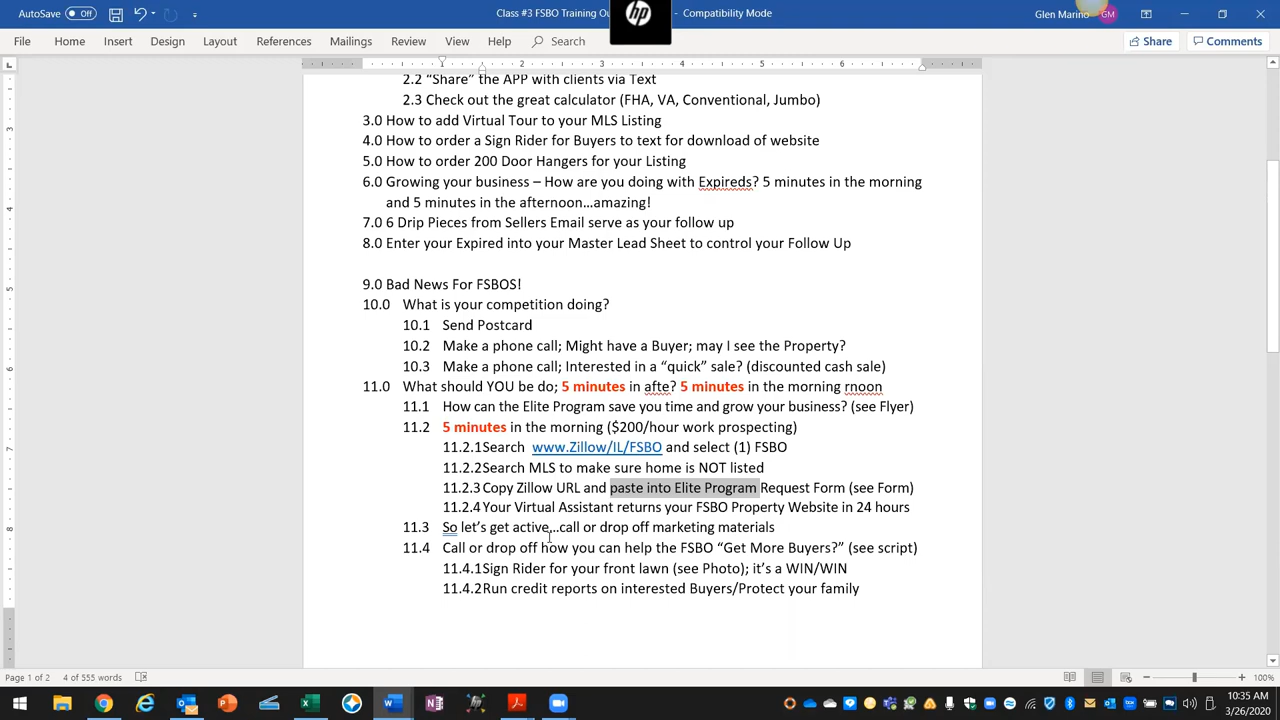 AutoSave Off
Class #3 FSBO Training Ou
Compatibility Mode
Glen Marino GM
hp
File Home Insert Design Layout References Mailings Review View Help Search Share Comments
2.2 “Share” the APP with clients via Text
2.3 Check out the great calculator (FHA, VA, Conventional, Jumbo)
3.0 How to add Virtual Tour to your MLS Listing
4.0 How to order a Sign Rider for Buyers to text for download of website
5.0 How to order 200 Door Hangers for your Listing
6.0 Growing your business – How are you doing with Expireds? 5 minutes in the morning
and 5 minutes in the afternoon…amazing!
7.0 6 Drip Pieces from Sellers Email serve as your follow up
8.0 Enter your Expired into your Master Lead Sheet to control your Follow Up
9.0 Bad News For FSBOS!
10.0 What is your competition doing?
10.1 Send Postcard
10.2 Make a phone call; Might have a Buyer; may I see the Property?
10.3 Make a phone call; Interested in a “quick” sale? (discounted cash sale)
11.0 What should YOU be do; 5 minutes in afte? 5 minutes in the morning rnoon
11.1 How can the Elite Program save you time and grow your business? (see Flyer)
11.2 5 minutes in the morning ($200/hour work prospecting)
11.2.1Search www.Zillow/IL/FSBO and select (1) FSBO
11.2.2Search MLS to make sure home is NOT listed
11.2.3Copy Zillow URL and paste into Elite Program Request Form (see Form)
11.2.4Your Virtual Assistant returns your FSBO Property Website in 24 hours
11.3 So let’s get active…call or drop off marketing materials
11.4 Call or drop off how you can help the FSBO “Get More Buyers?” (see script)
11.4.1Sign Rider for your front lawn (see Photo); it’s a WIN/WIN
11.4.2Run credit reports on interested Buyers/Protect your family
Page 1 of 2 4 of 555 words 100%
10:35 AM
3/26/2020